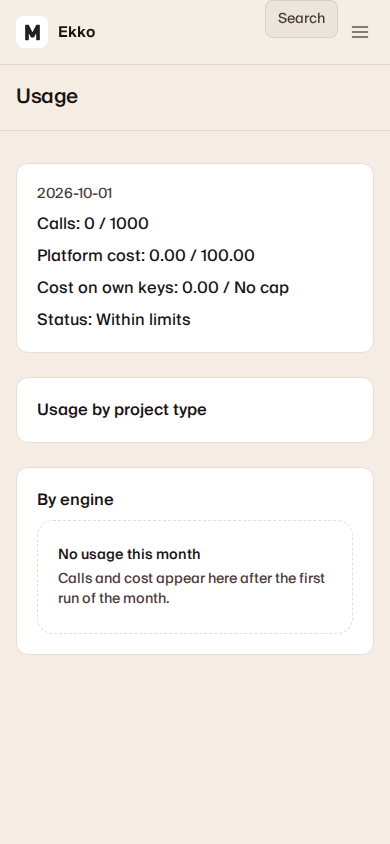 M
Ekko
Search
Usage
2026-10-01
Calls: 0 / 1000
Platform cost: 0.00 / 100.00
Cost on own keys: 0.00 / No cap
Status: Within limits
Usage by project type
By engine
No usage this month
Calls and cost appear here after the first
run of the month.